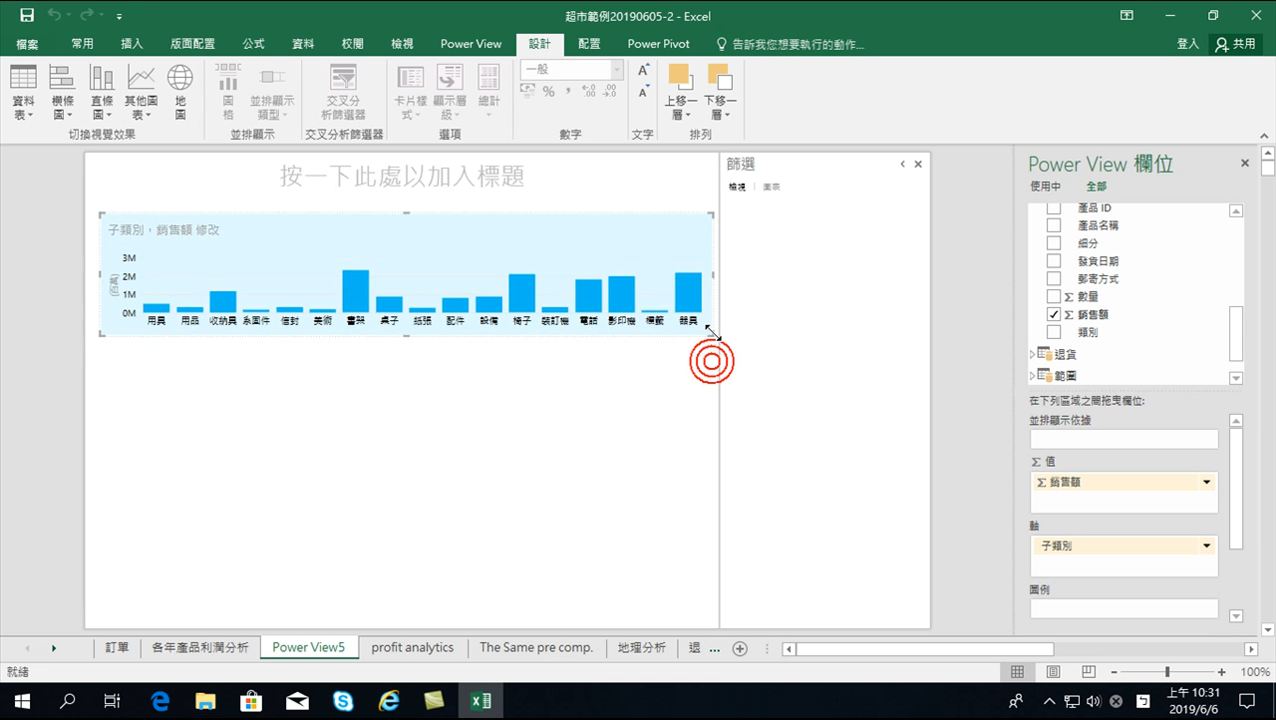 超市範例20190605-2 - Excel
檔案 常用 插入 版面配置 公式 資料 校閱 檢視 Power View 設計 配置 Power Pivot 告訴我您想要執行的動作... 登入 共用
資料表 橫條圖 直條圖 其他圖表 地圖 圖格 並排顯示類型 交叉分析篩選器 卡片樣式 顯示層級 總計 一般 上移一層 下移一層
切換視覺效果 並排顯示 交叉分析篩選器 選項 數字 文字 排列
按一下此處以加入標題
子類別，銷售額 修改
(百萬)
3M
2M
1M
0M
用具 用品 收納具 系固件 信封 美術 書架 桌子 紙張 配件 設備 椅子 裝訂機 電話 影印機 標籤 器具
篩選
檢視 圖表
Power View 欄位
使用中 全部
產品 ID
產品名稱
細分
發貨日期
郵寄方式
Σ 數量
Σ 銷售額
類別
退貨
範圍
在下列區域之間拖曳欄位:
並排顯示依據
Σ 值
Σ 銷售額
軸
子類別
圖例
訂單 各年產品利潤分析 Power View5 profit analytics The Same pre comp. 地理分析 退 ...
就緒 100%
上午 10:31
2019/6/6